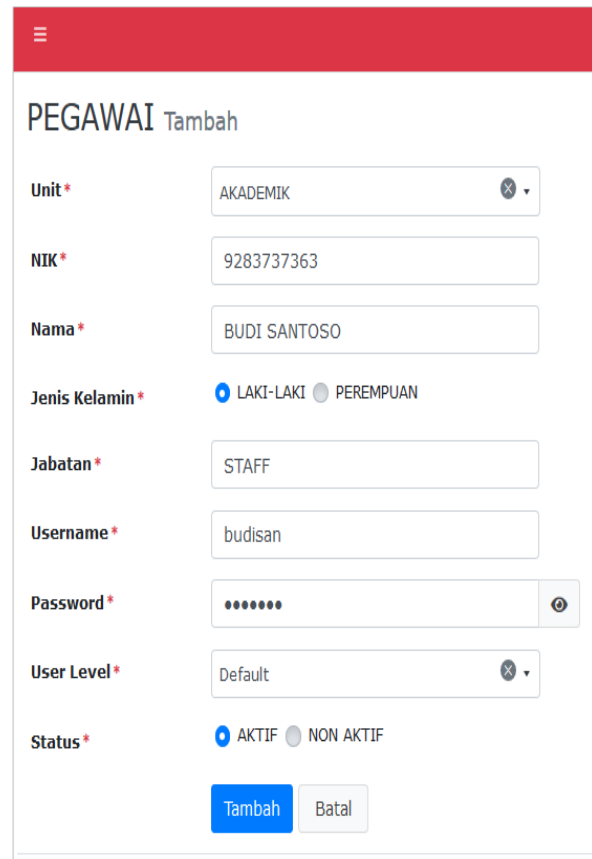 PEGAWAI Tambah
Unit *
AKADEMIK
NIK *
9283737363
Nama *
BUDI SANTOSO
Jenis Kelamin *
LAKI-LAKI PEREMPUAN
Jabatan *
STAFF
Username *
budisan
Password *
•••••••
User Level *
Default
Status *
AKTIF NON AKTIF
Tambah Batal